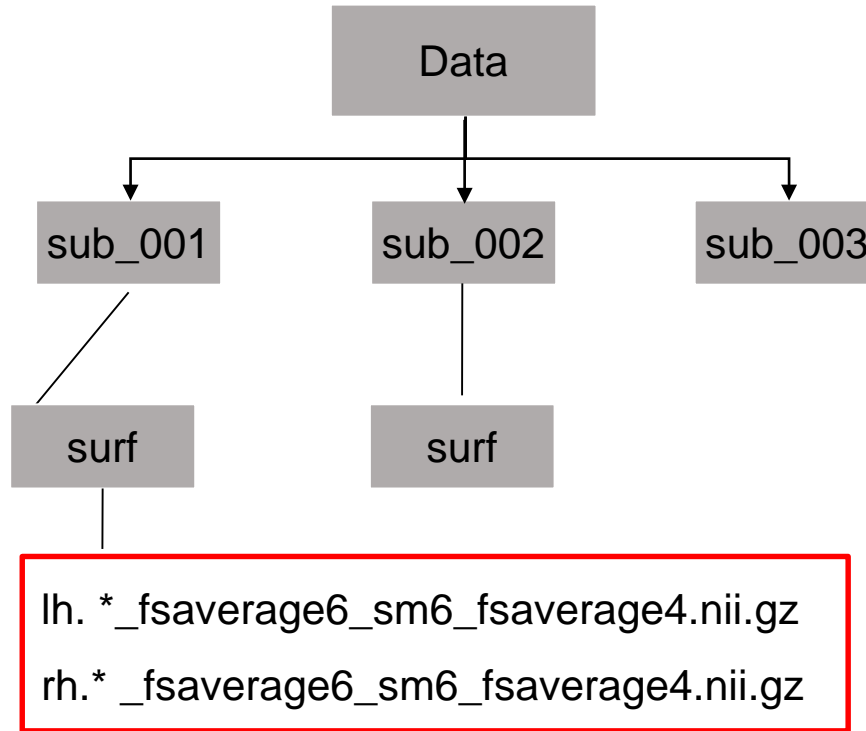 Data
sub_001
sub_002
sub_003
surf
surf
lh. *_fsaverage6_sm6_fsaverage4.nii.gz
rh.* _fsaverage6_sm6_fsaverage4.nii.gz